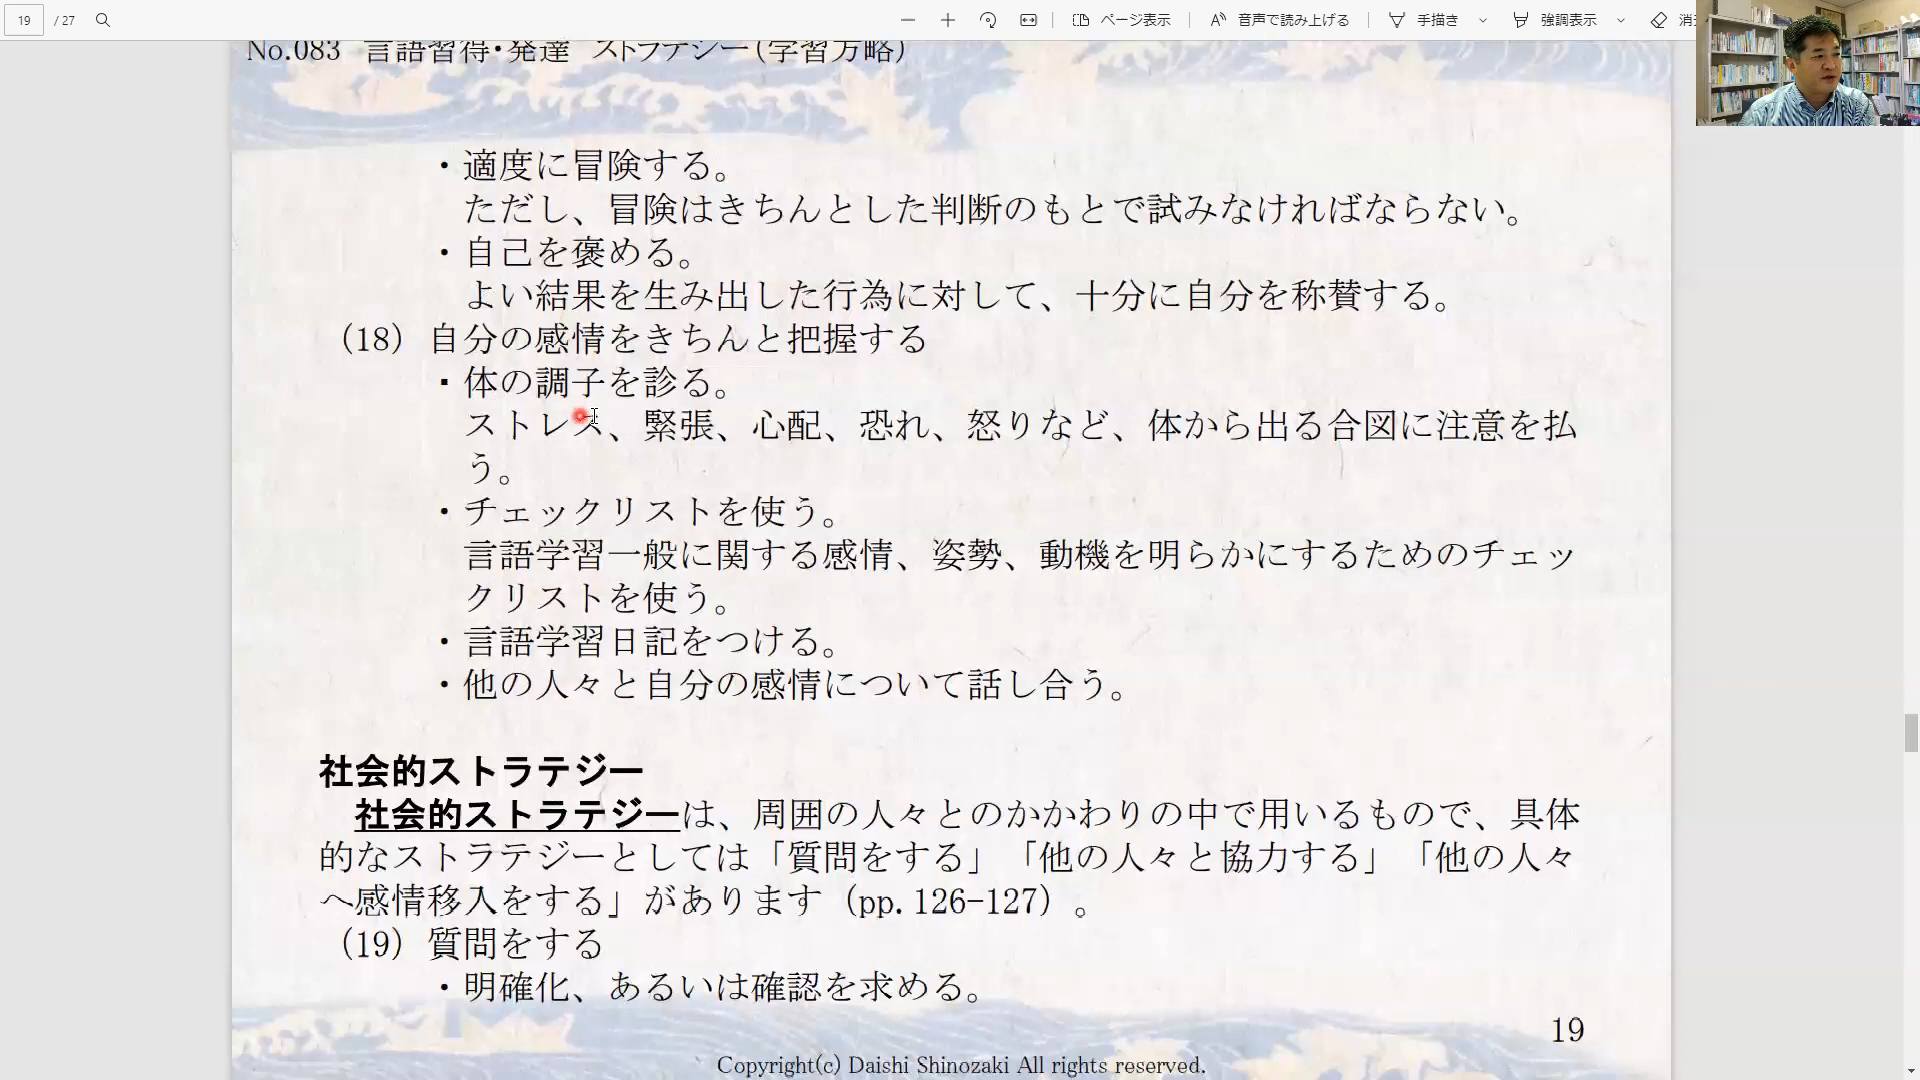 19 / 27 ページ表示 音声で読み上げる 手描き 強調表示
No.083 言語習得・発達 ストラテジー(学習方略)
・適度に冒険する。
ただし、冒険はきちんとした判断のもとで試みなければならない。
・自己を褒める。
よい結果を生み出した行為に対して、十分に自分を称賛する。
(18) 自分の感情をきちんと把握する
・体の調子を診る。
ストレス、緊張、心配、恐れ、怒りなど、体から出る合図に注意を払
う。
・チェックリストを使う。
言語学習一般に関する感情、姿勢、動機を明らかにするためのチェッ
クリストを使う。
・言語学習日記をつける。
・他の人々と自分の感情について話し合う。
社会的ストラテジー
社会的ストラテジーは、周囲の人々とのかかわりの中で用いるもので、具体
的なストラテジーとしては「質問をする」「他の人々と協力する」「他の人々
へ感情移入をする」があります(pp.126-127)。
(19) 質問をする
・明確化、あるいは確認を求める。
19
Copyright(c) Daishi Shinozaki All rights reserved.